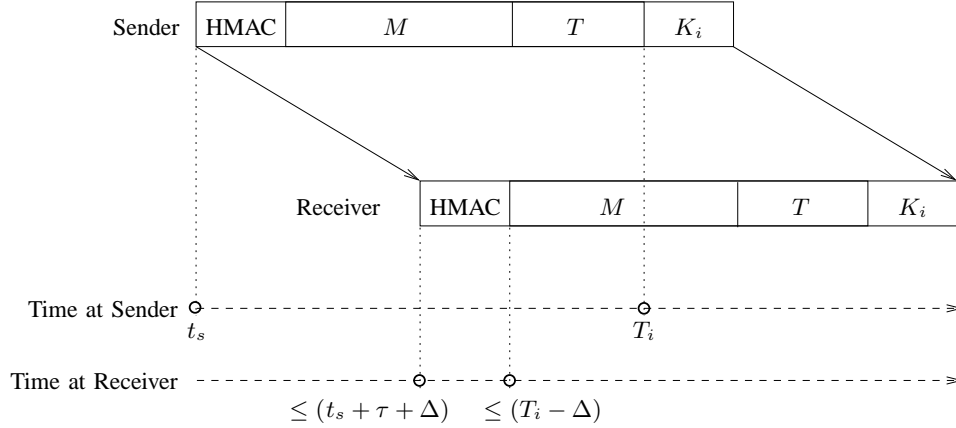 Sender HMAC M T K_i
Receiver HMAC M T K_i
Time at Sender
t_s T_i
Time at Receiver
≤ (t_s + τ + Δ) ≤ (T_i − Δ)